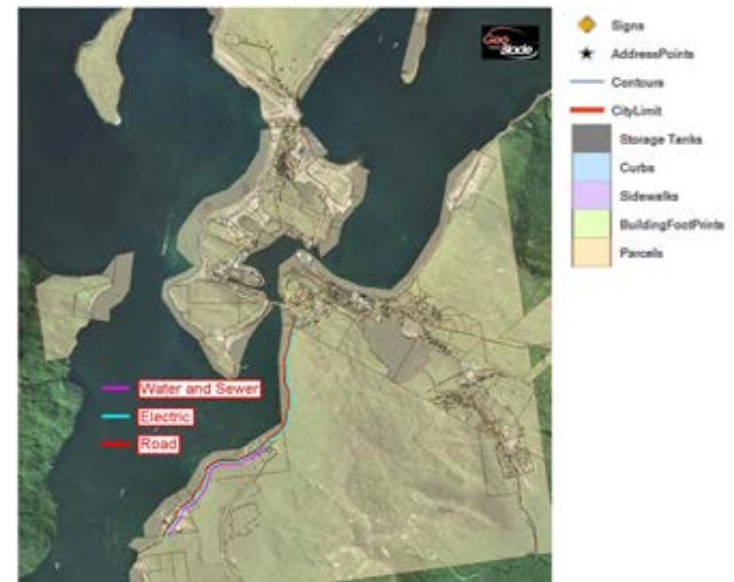 Signs
AddressPoints
Contours
CityLimit
Storage Tanks
Curbs
Sidewalks
BuildingFootPrints
Parcels
Water and Sewer
Electric
Road